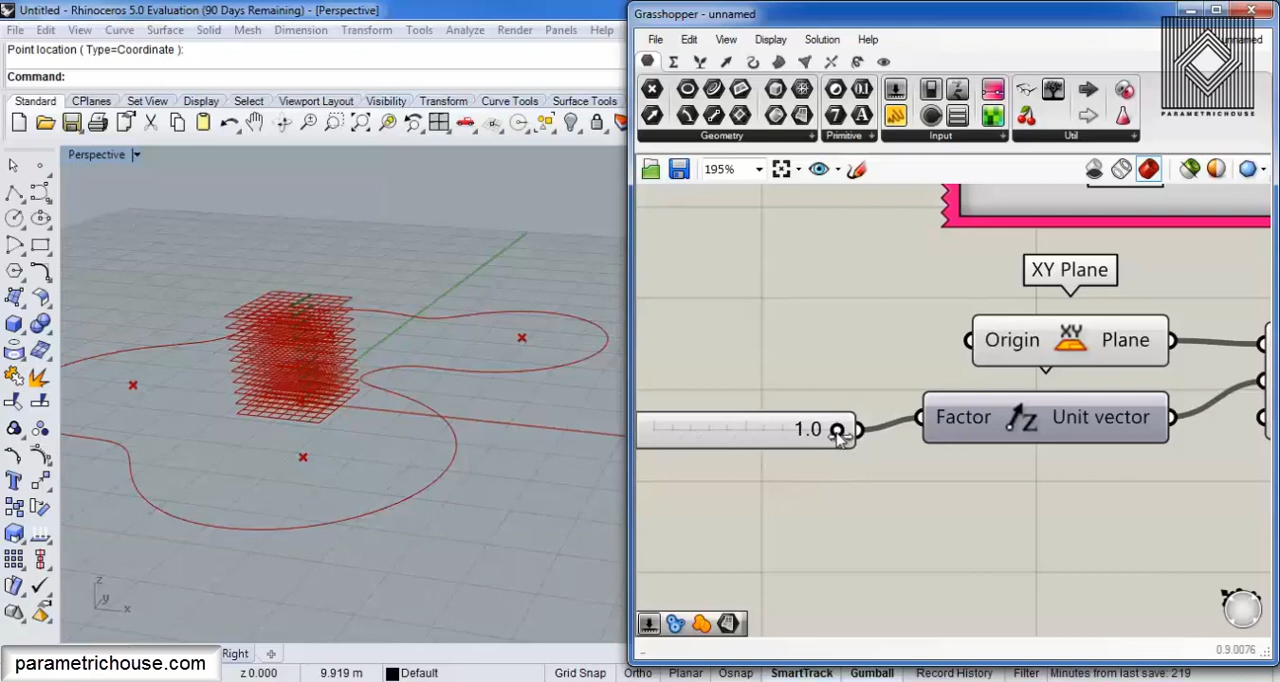 Untitled - Rhinoceros 5.0 Evaluation (90 Days Remaining) - [Perspective]
File Edit View Curve Surface Solid Mesh Dimension Transform Tools Analyze Render Panels Help
Point location ( Type=Coordinate ):
Command:
Standard CPlanes Set View Display Select Viewport Layout Visibility Transform Curve Tools Surface Tools
Perspective
z
y
x
Right
z 0.000 9.919 m Default Grid Snap Ortho Planar Osnap SmartTrack Gumball Record History Filter Minutes from last save: 219
parametrichouse.com
Grasshopper - unnamed
File Edit View Display Solution Help
unnamed
PARAMETRICHOUSE
Geometry Primitive Input Util
195%
XY Plane
Origin XY Plane
1.0
Factor Z Unit vector
0.9.0076